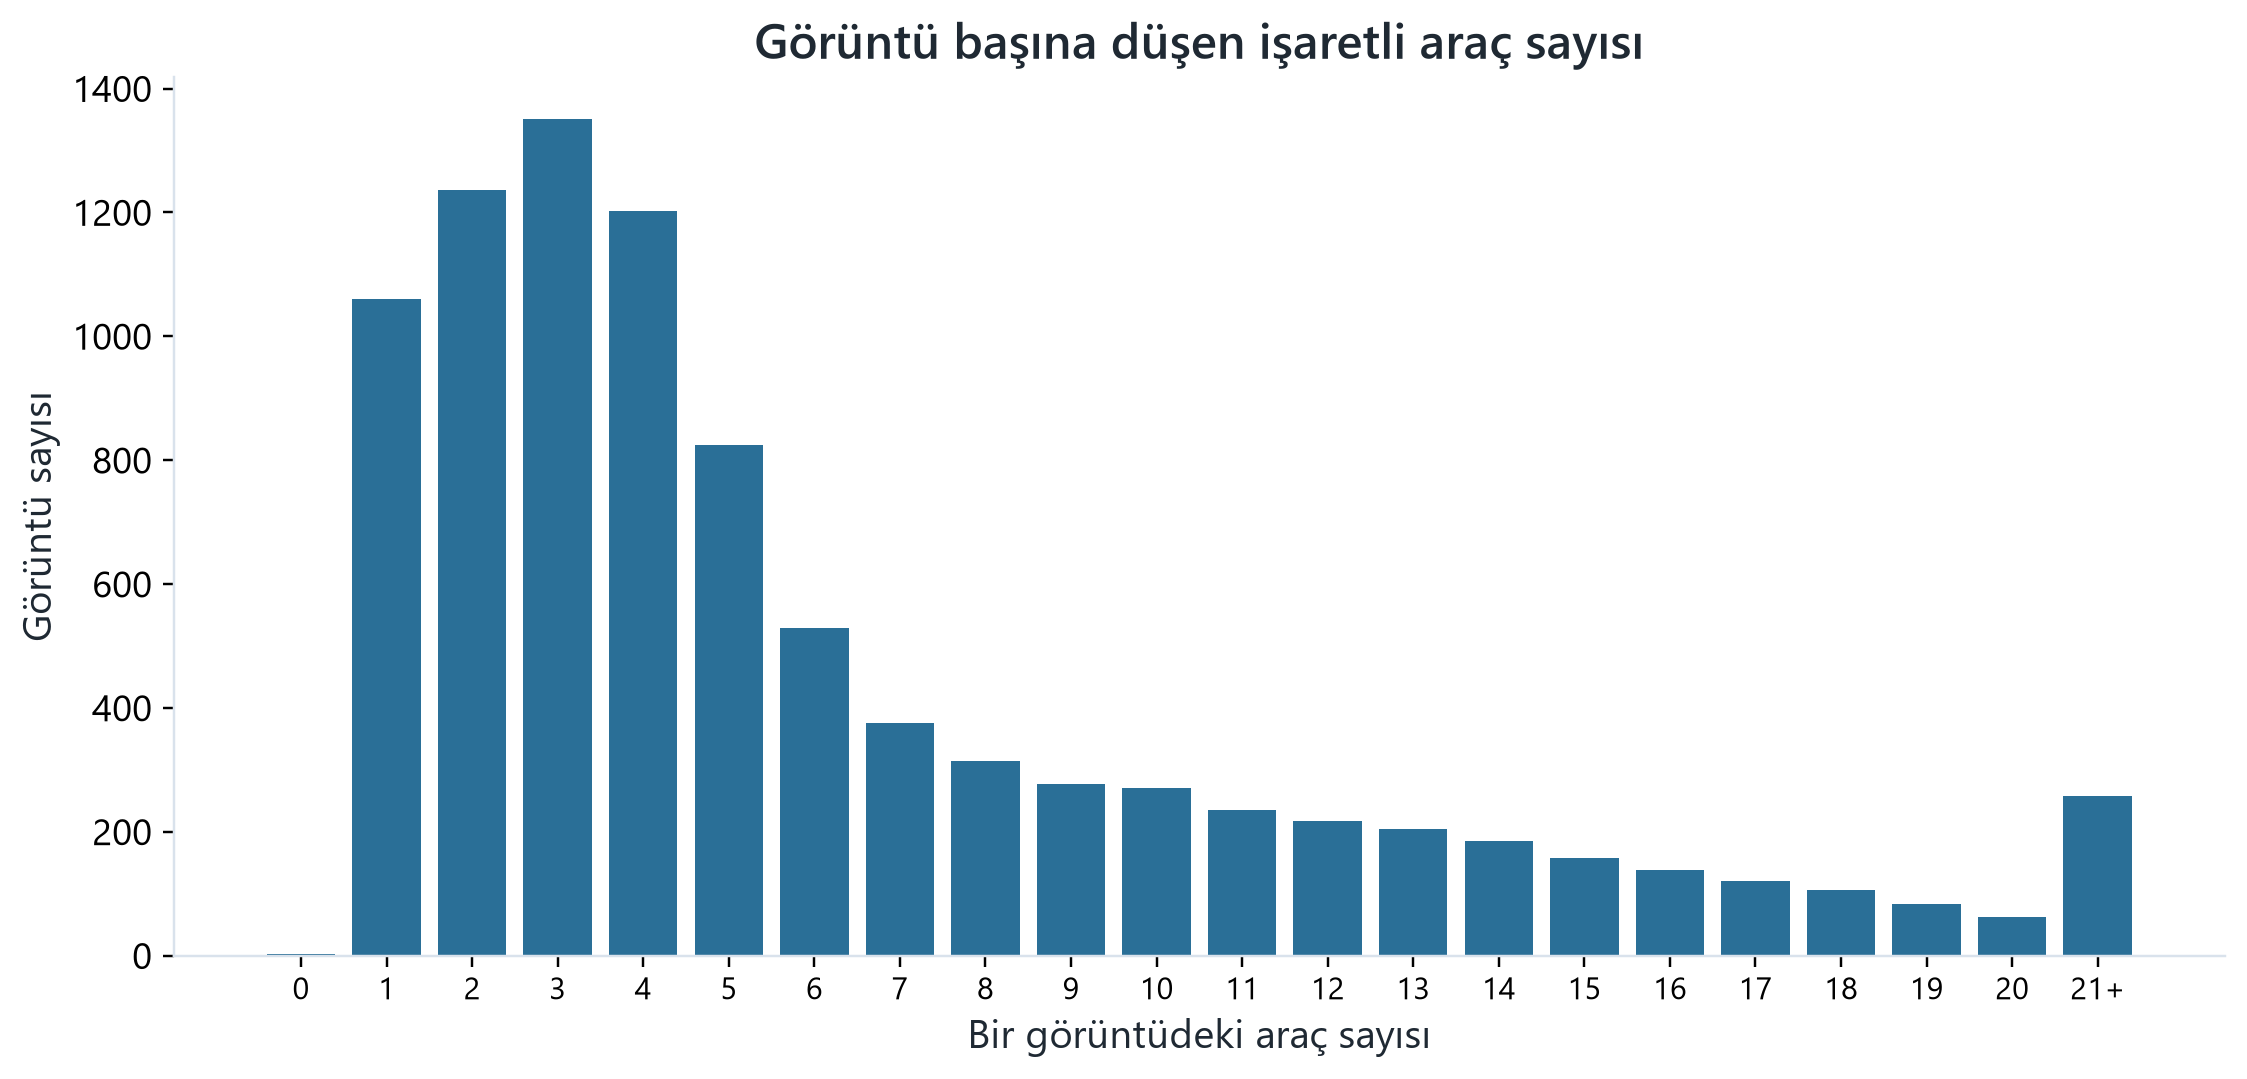 Görüntü başına düşen işaretli araç sayısı
1400
1200
1000
800
600
400
200
0
Görüntü sayısı
0 1 2 3 4 5 6 7 8 9 10 11 12 13 14 15 16 17 18 19 20 21+
Bir görüntüdeki araç sayısı